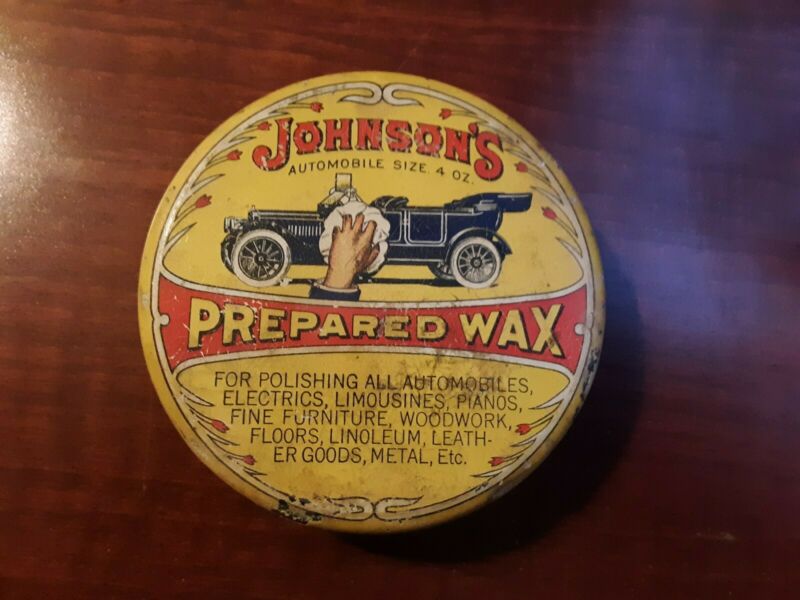 JOHNSON'S
AUTOMOBILE SIZE. 4 OZ.
PREPARED WAX
FOR POLISHING ALL AUTOMOBILES,
ELECTRICS, LIMOUSINES, PIANOS,
FINE FURNITURE, WOODWORK,
FLOORS, LINOLEUM, LEATH-
ER GOODS, METAL, Etc.